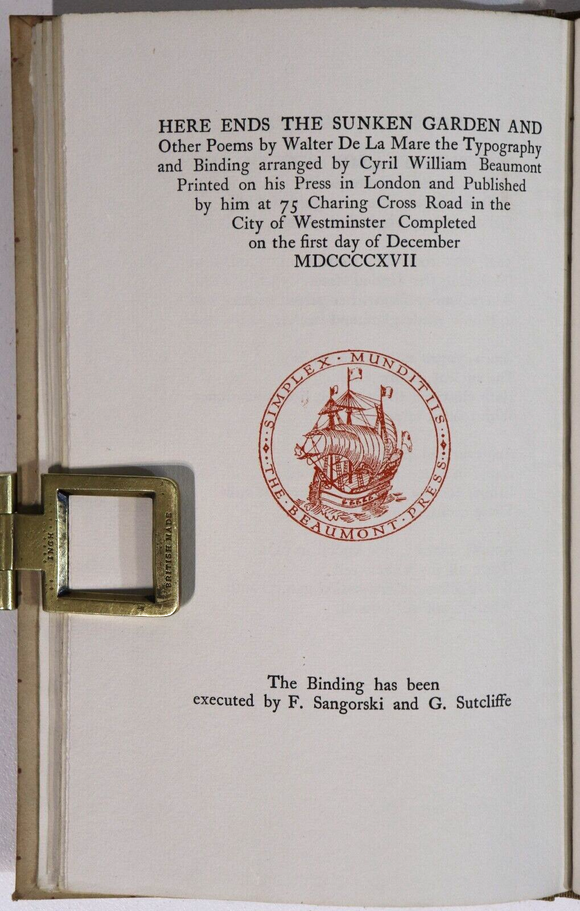 HERE ENDS THE SUNKEN GARDEN AND
Other Poems by Walter De La Mare the Typography
and Binding arranged by Cyril William Beaumont
Printed on his Press in London and Published
by him at 75 Charing Cross Road in the
City of Westminster Completed
on the first day of December
MDCCCCXVII
SIMPLEX · MUNDITIIS
THE · BEAUMONT · PRESS
INCH
BRITISH MADE
The Binding has been
executed by F. Sangorski and G. Sutcliffe